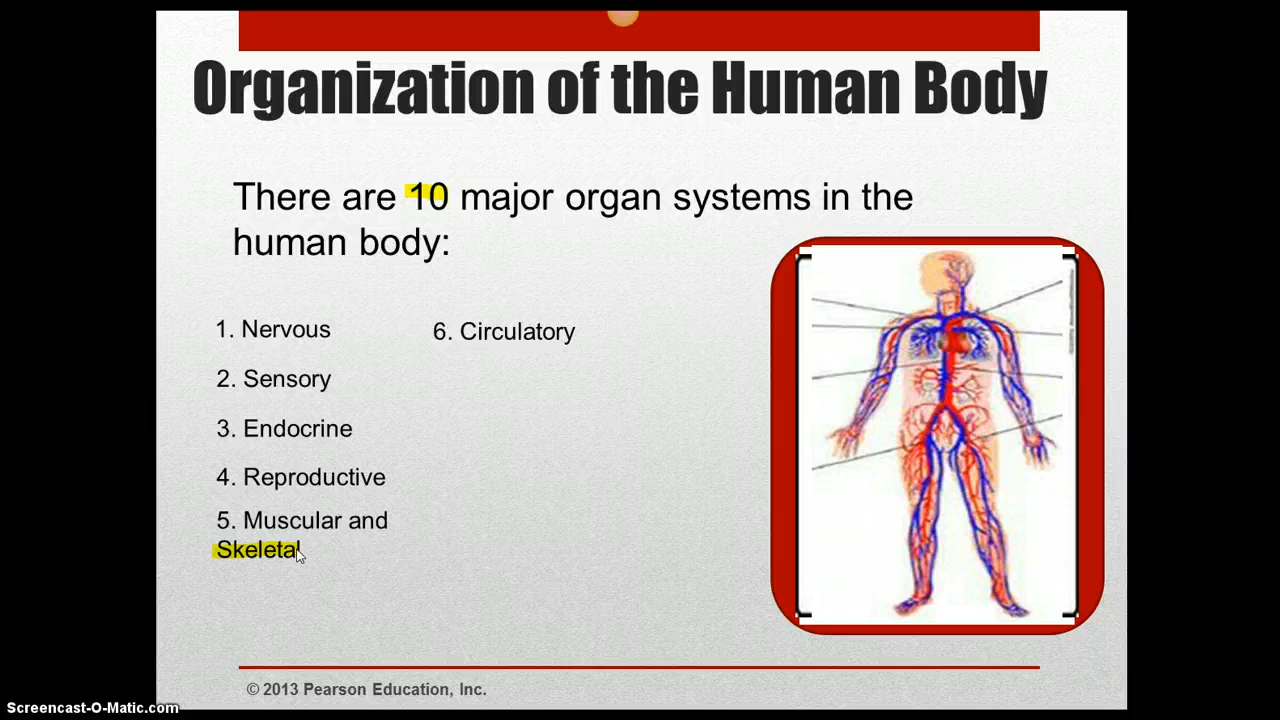 Organization of the Human Body
There are 10 major organ systems in the
human body:
1. Nervous
2. Sensory
3. Endocrine
4. Reproductive
5. Muscular and
Skeletal
6. Circulatory
© 2013 Pearson Education, Inc.
Screencast-O-Matic.com